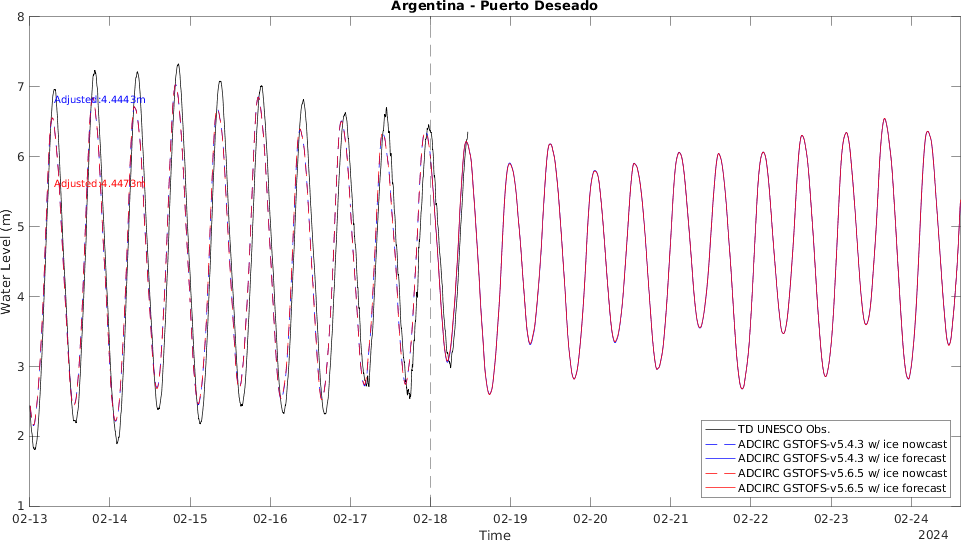 Argentina - Puerto Deseado
8
7
6
5
4
3
2
1
Water Level (m)
Adjusted:4.4443m
Adjusted:4.4473m
TD UNESCO Obs.
ADCIRC GSTOFS-v5.4.3 w/ ice nowcast
ADCIRC GSTOFS-v5.4.3 w/ ice forecast
ADCIRC GSTOFS-v5.6.5 w/ ice nowcast
ADCIRC GSTOFS-v5.6.5 w/ ice forecast
02-13 02-14 02-15 02-16 02-17 02-18 02-19 02-20 02-21 02-22 02-23 02-24
Time
2024